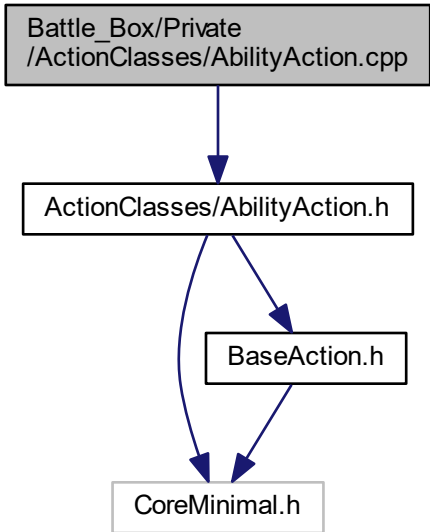 Battle_Box/Private
/ActionClasses/AbilityAction.cpp
ActionClasses/AbilityAction.h
BaseAction.h
CoreMinimal.h